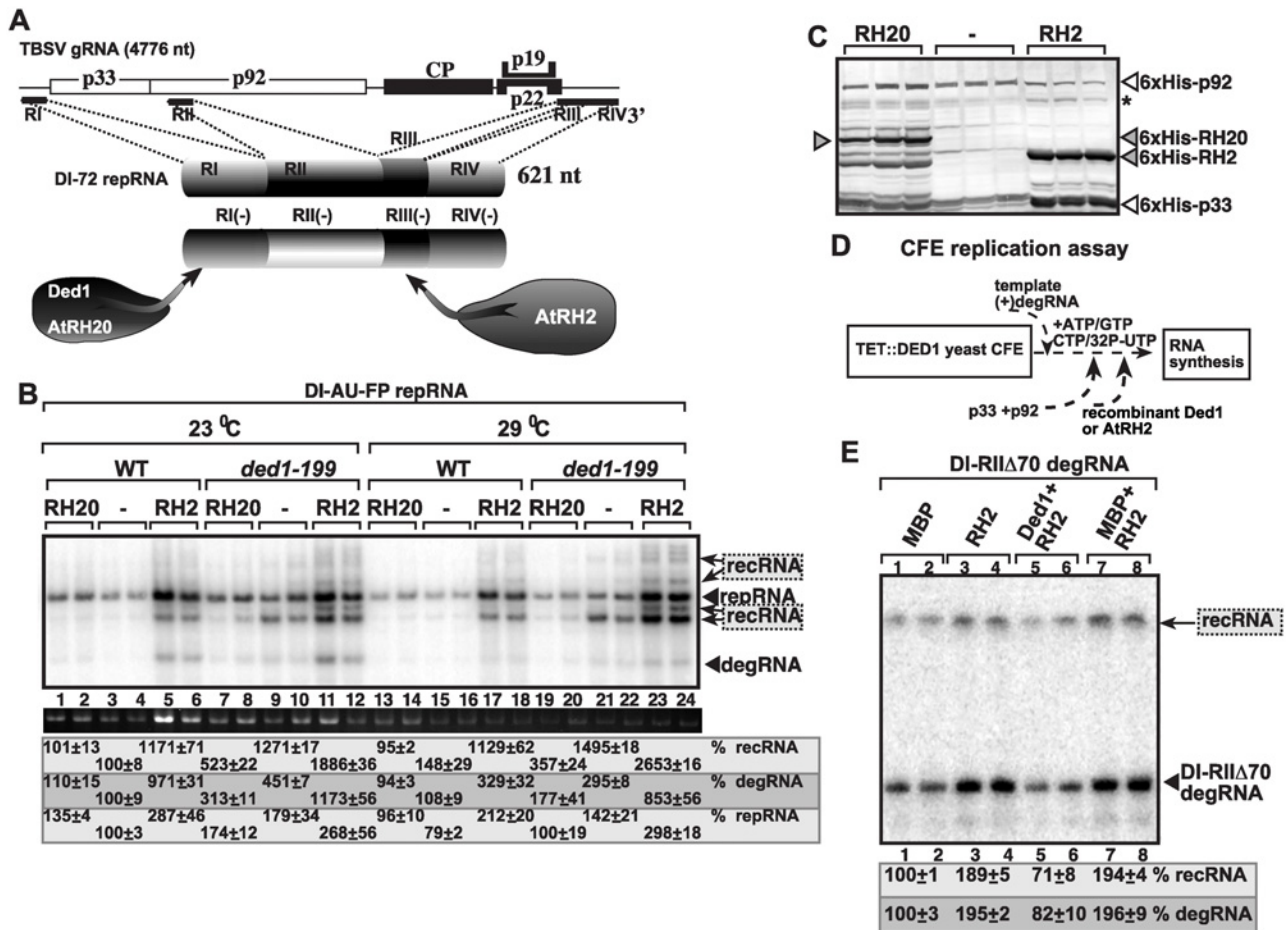 A
TBSV gRNA (4776 nt)
p33
p92
CP
p19
p22
RI
RII
RIII
RIV
3'
RIII
RI
RII
RIV
DI-72 repRNA
621 nt
RI(-)
RII(-)
RIII(-)
RIV(-)
Ded1
AtRH20
AtRH2
B
DI-AU-FP repRNA
23 ⁰C
29 ⁰C
WT
ded1-199
WT
ded1-199
RH20 - RH2 RH20 - RH2 RH20 - RH2 RH20 - RH2
recRNA
repRNA
recRNA
degRNA
1 2 3 4 5 6 7 8 9 10 11 12 13 14 15 16 17 18 19 20 21 22 23 24
101±13 1171±71 1271±17 95±2 1129±62 1495±18 % recRNA
100±8 523±22 1886±36 148±29 357±24 2653±16
110±15 971±31 451±7 94±3 329±32 295±8 % degRNA
100±9 313±11 1173±56 108±9 177±41 853±56
135±4 287±46 179±34 96±10 212±20 142±21 % repRNA
100±3 174±12 268±56 79±2 100±19 298±18
C
RH20 - RH2
6xHis-p92
*
6xHis-RH20
6xHis-RH2
6xHis-p33
D
CFE replication assay
template
(+)degRNA
+ATP/GTP
CTP/32P-UTP
TET::DED1 yeast CFE
RNA
synthesis
p33 +p92
recombinant Ded1
or AtRH2
E
DI-RIIΔ70 degRNA
MBP
RH2
Ded1+
RH2
MBP+
RH2
1 2 3 4 5 6 7 8
recRNA
DI-RIIΔ70
degRNA
1 2 3 4 5 6 7 8
100±1 189±5 71±8 194±4 % recRNA
100±3 195±2 82±10 196±9 % degRNA